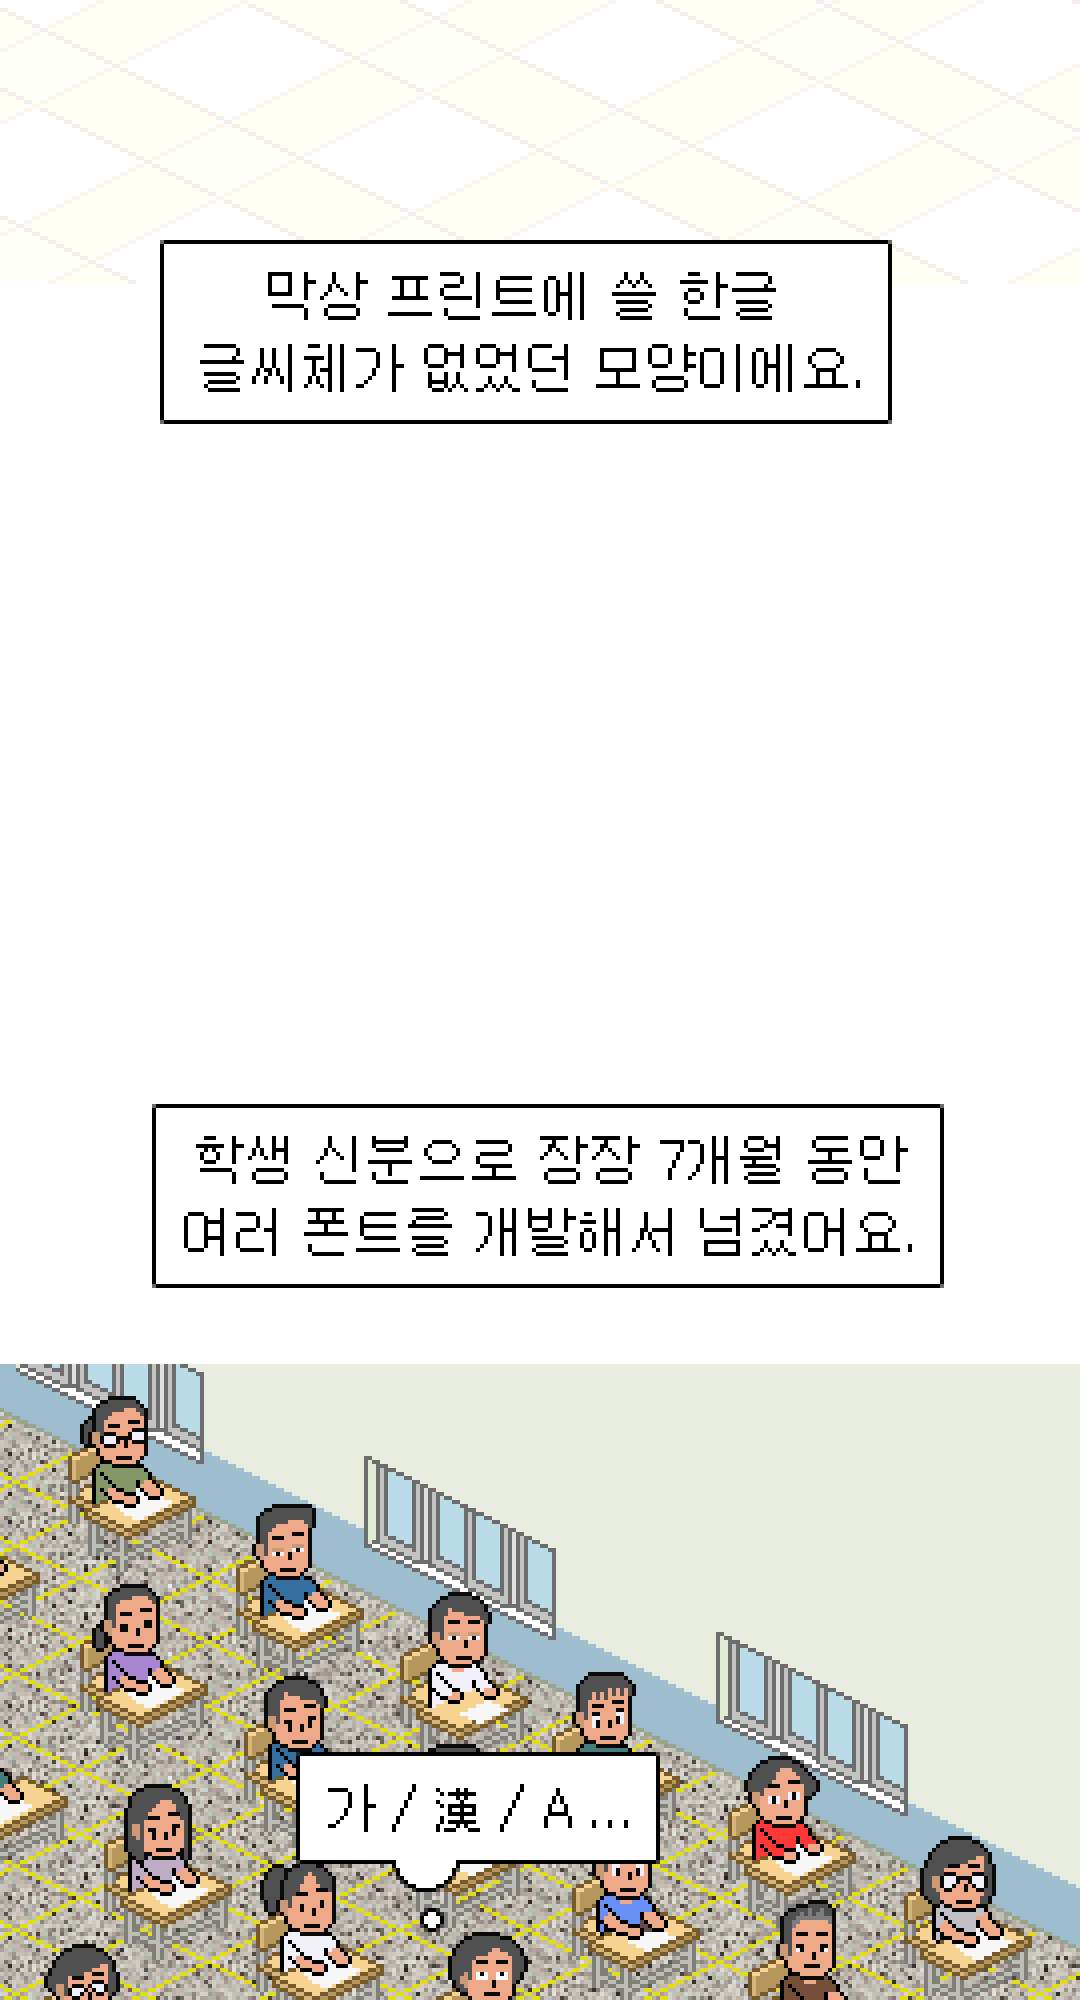 막상 프린트에 쓸 한글
글씨체가 없었던 모양이에요.
학생 신분으로 장장 7개월 동안
여러 폰트를 개발해서 넘겼어요.
가 / 漢 / A ...